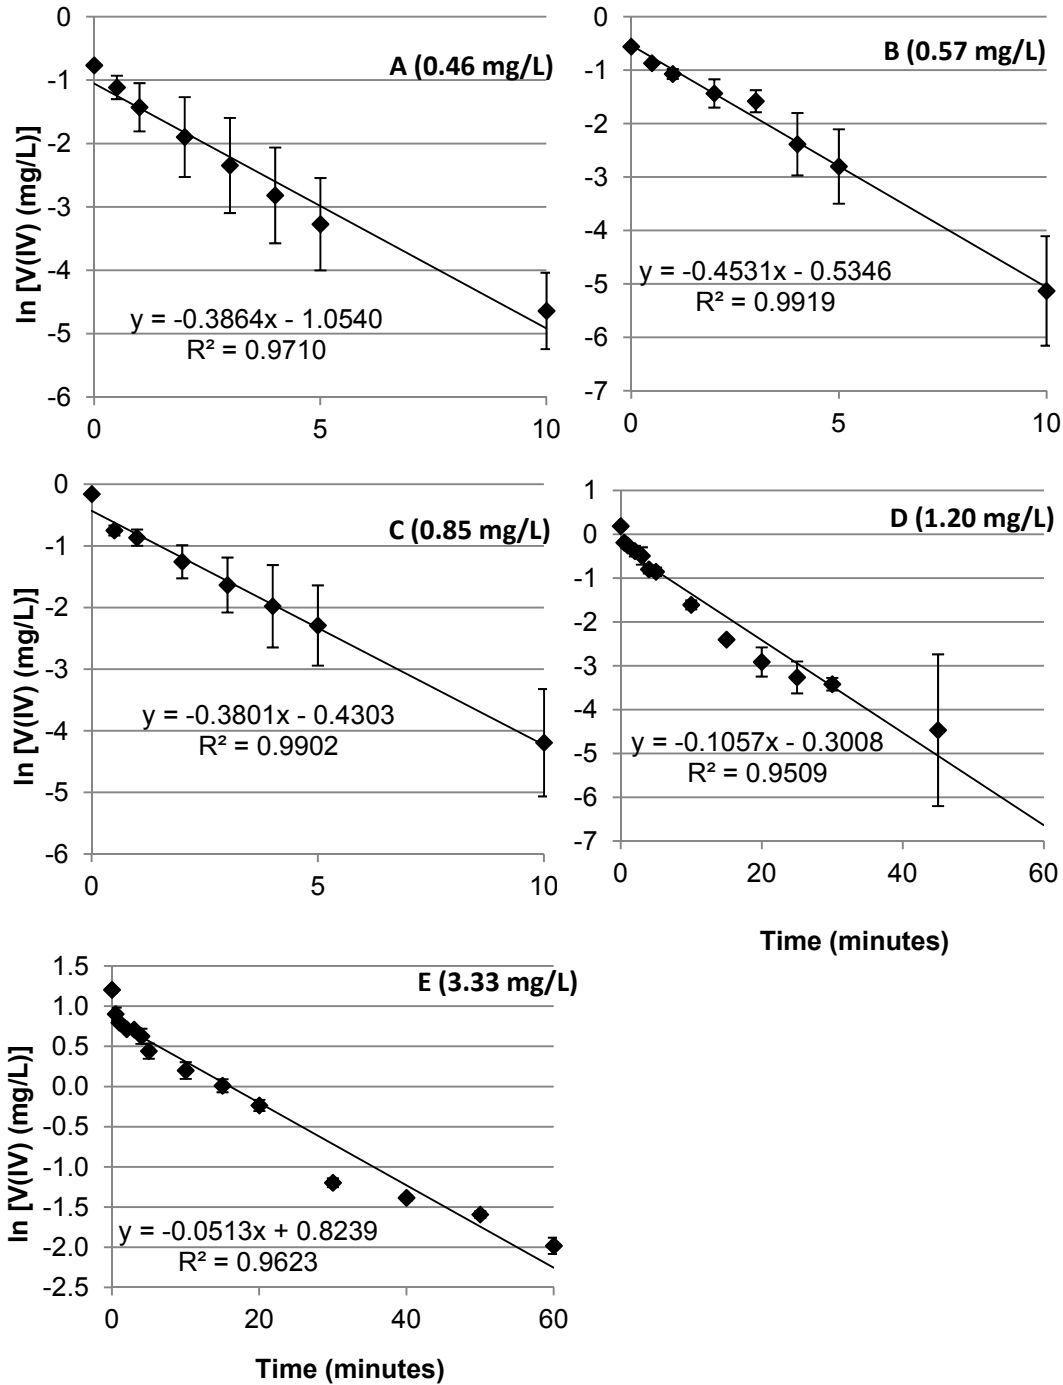 ln [V(IV) (mg/L)]
0
-1
-2
-3
-4
-5
-6
0
5
10
A (0.46 mg/L)
y = -0.3864x - 1.0540
R² = 0.9710
0
-1
-2
-3
-4
-5
-6
-7
0
5
10
B (0.57 mg/L)
y = -0.4531x - 0.5346
R² = 0.9919
ln [V(IV) (mg/L)]
0
-1
-2
-3
-4
-5
-6
0
5
10
C (0.85 mg/L)
y = -0.3801x - 0.4303
R² = 0.9902
1
0
-1
-2
-3
-4
-5
-6
-7
0
20
40
60
D (1.20 mg/L)
y = -0.1057x - 0.3008
R² = 0.9509
Time (minutes)
ln [V(IV) (mg/L)]
1.5
1.0
0.5
0.0
-0.5
-1.0
-1.5
-2.0
-2.5
0
20
40
60
E (3.33 mg/L)
y = -0.0513x + 0.8239
R² = 0.9623
Time (minutes)